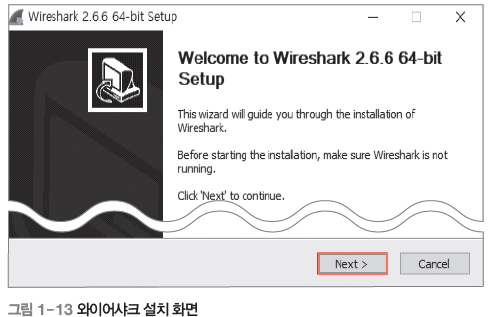 Wireshark 2.6.6 64-bit Setup
Welcome to Wireshark 2.6.6 64-bit
Setup
This wizard will guide you through the installation of
Wireshark.
Before starting the installation, make sure Wireshark is not
running.
Click 'Next' to continue.
Next >
Cancel
그림 1-13 와이어샤크 설치 화면